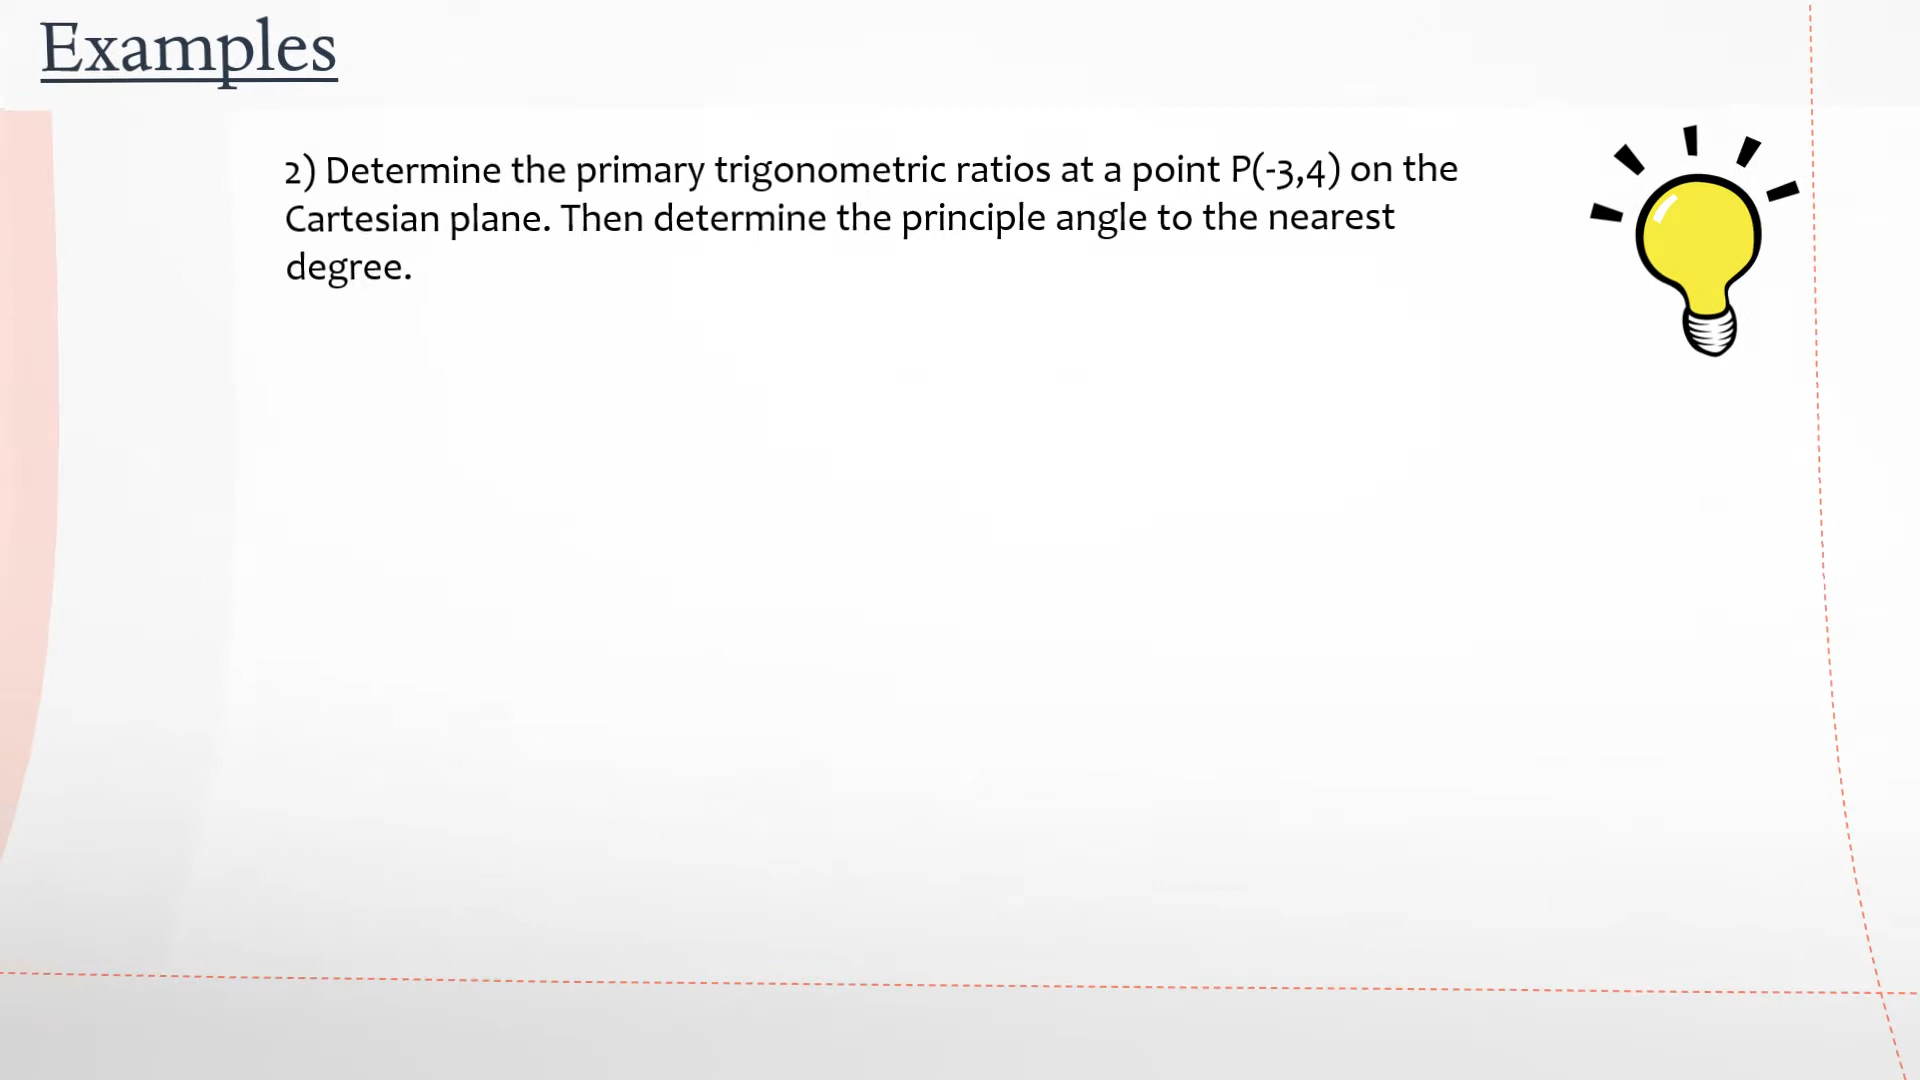 Examples
2) Determine the primary trigonometric ratios at a point P(-3,4) on the
Cartesian plane. Then determine the principle angle to the nearest
degree.